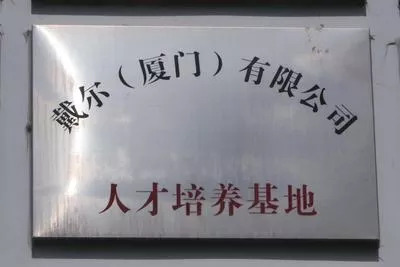 戴尔（厦门）有限公司
人才培养基地